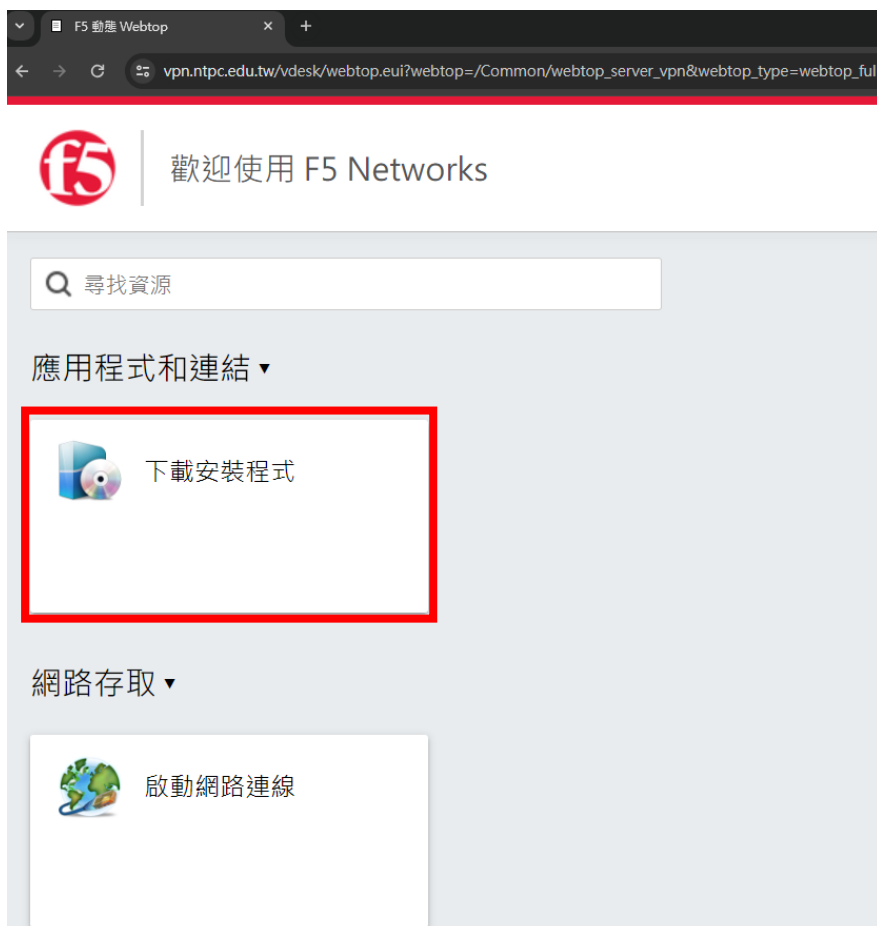 F5 動態 Webtop
vpn.ntpc.edu.tw/vdesk/webtop.eui?webtop=/Common/webtop_server_vpn&webtop_type=webtop_ful
f5
歡迎使用 F5 Networks
尋找資源
應用程式和連結
下載安裝程式
網路存取
啟動網路連線